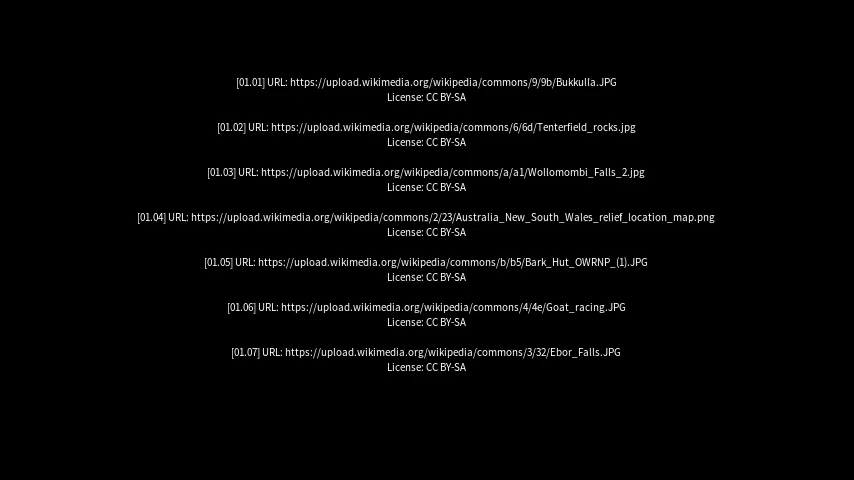 [01.01] URL: https://upload.wikimedia.org/wikipedia/commons/9/9b/Bukkulla.JPG
License: CC BY-SA
[01.02] URL: https://upload.wikimedia.org/wikipedia/commons/6/6d/Tenterfield_rocks.jpg
License: CC BY-SA
[01.03] URL: https://upload.wikimedia.org/wikipedia/commons/a/a1/Wollomombi_Falls_2.jpg
License: CC BY-SA
[01.04] URL: https://upload.wikimedia.org/wikipedia/commons/2/23/Australia_New_South_Wales_relief_location_map.png
License: CC BY-SA
[01.05] URL: https://upload.wikimedia.org/wikipedia/commons/b/b5/Bark_Hut_OWRNP_(1).JPG
License: CC BY-SA
[01.06] URL: https://upload.wikimedia.org/wikipedia/commons/4/4e/Goat_racing.JPG
License: CC BY-SA
[01.07] URL: https://upload.wikimedia.org/wikipedia/commons/3/32/Ebor_Falls.JPG
License: CC BY-SA